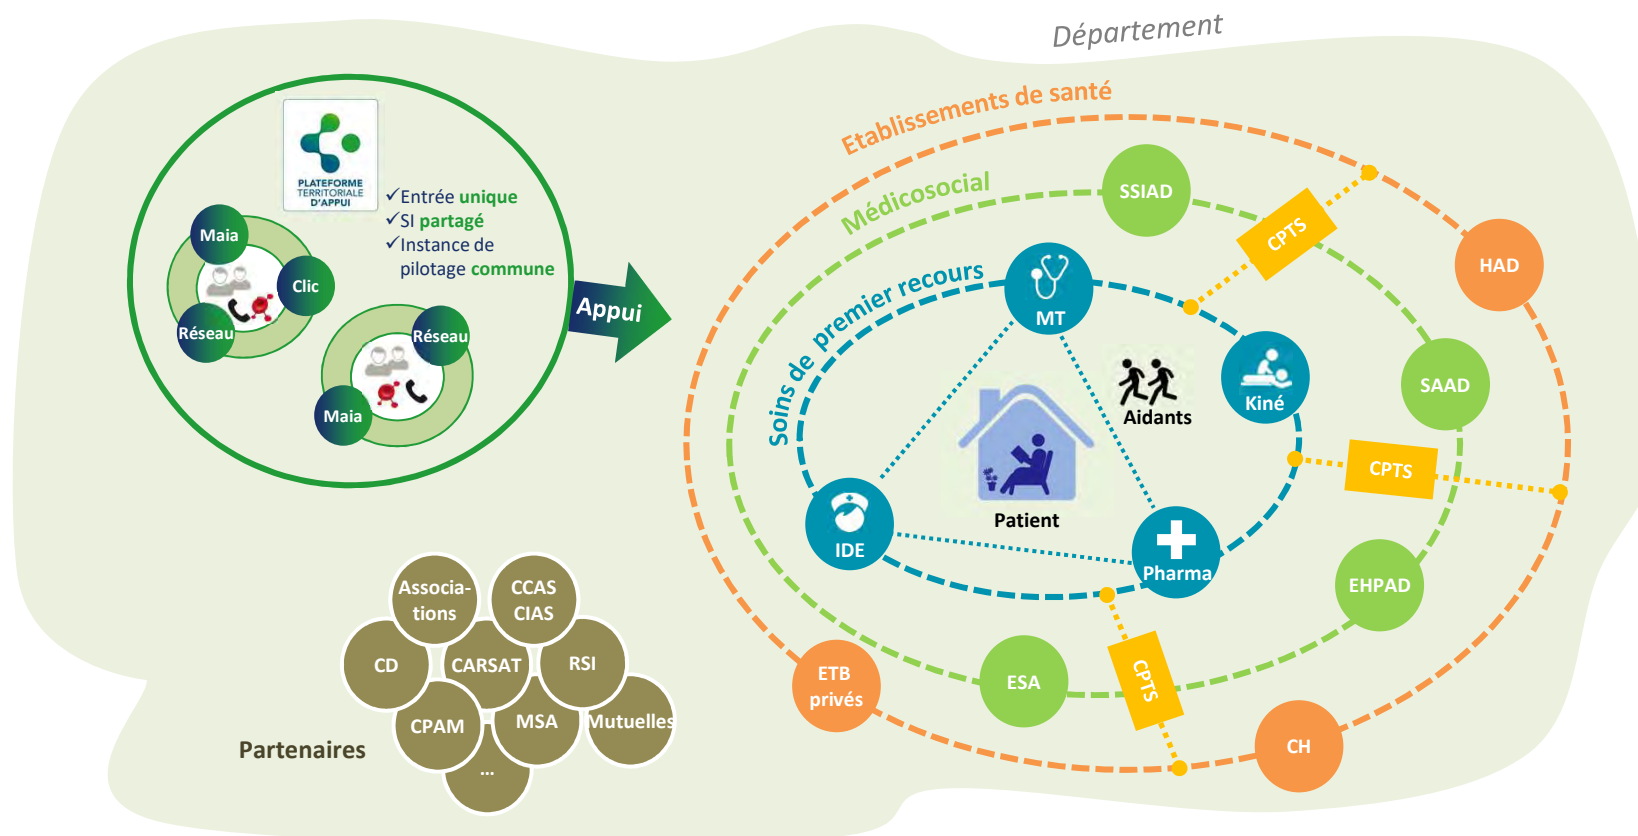 Département
PLATEFORME
TERRITORIALE
D'APPUI
✓Entrée unique
✓SI partagé
✓Instance de
pilotage commune
Maia
Clic
Réseau
Réseau
Maia
Appui
Etablissements de santé
Médicosocial
Soins de premier recours
SSIAD
CPTS
HAD
MT
Aidants
Kiné
SAAD
CPTS
Patient
IDE
Pharma
EHPAD
ESA
CPTS
ETB
privés
CH
Associa-
tions
CCAS
CIAS
CD
CARSAT
RSI
CPAM
MSA
Mutuelles
...
Partenaires